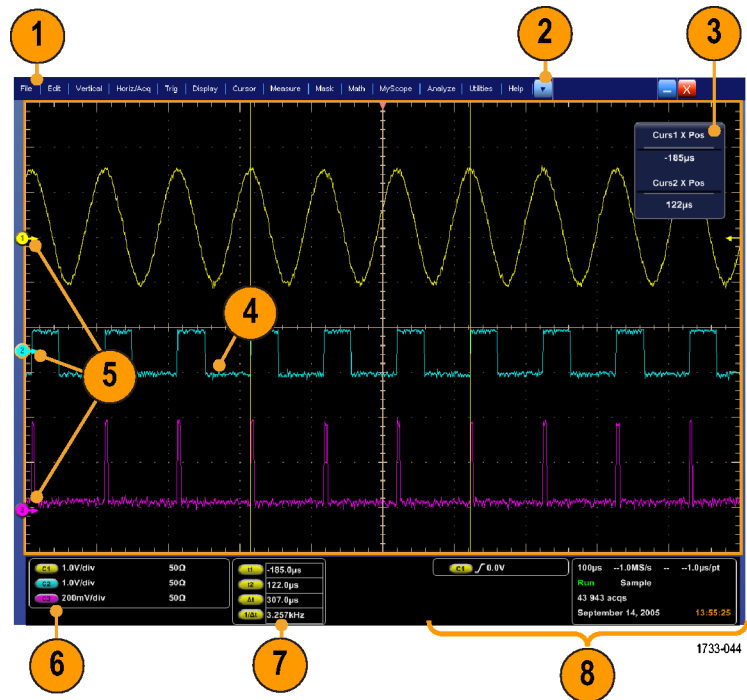 1
2
3
File Edit Vertical Horiz/Acq Trig Display Cursor Measure Mask Math MyScope Analyze Utilities Help
X
Curs1 X Pos
-185µs
Curs2 X Pos
122µs
1
4
2
5
3
C1 1.0V/div 50Ω
C2 1.0V/div 50Ω
C3 200mV/div 50Ω
t1 -185.0µs
t2 122.0µs
Δt 307.0µs
1/Δt 3.257kHz
C1 0.0V
100µs --1.0MS/s -- --1.0µs/pt
Run Sample
43 943 acqs
September 14, 2005 13:55:25
1733-044
6
7
8